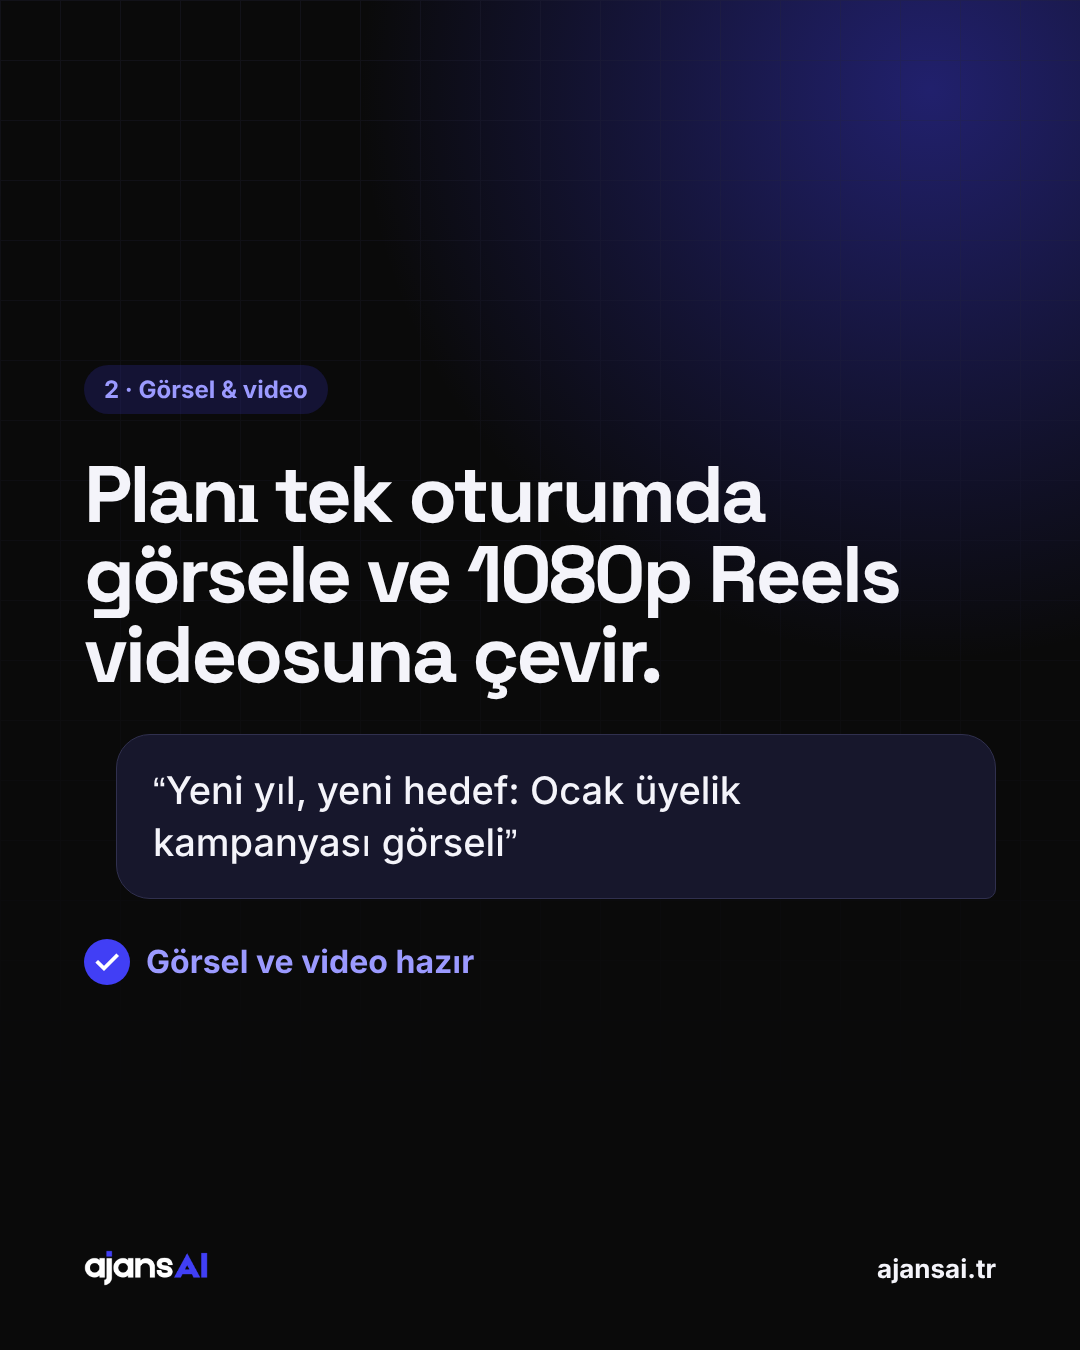 2 · Görsel & video
Planı tek oturumda
görsele ve 1080p Reels
videosuna çevir.
“Yeni yıl, yeni hedef: Ocak üyelik
kampanyası görseli”
Görsel ve video hazır
ajansAI
ajansai.tr